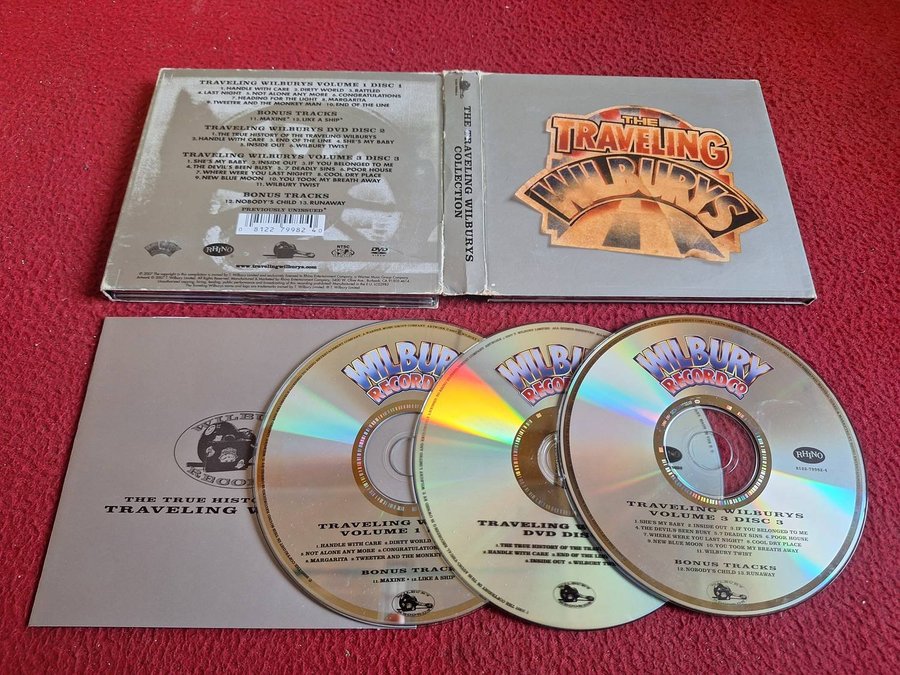 TRAVELING WILBURYS VOLUME 1 DISC 1
1. HANDLE WITH CARE 2. DIRTY WORLD 3. RATTLED
4. LAST NIGHT 5. NOT ALONE ANY MORE 6. CONGRATULATIONS
7. HEADING FOR THE LIGHT 8. MARGARITA
9. TWEETER AND THE MONKEY MAN 10. END OF THE LINE
BONUS TRACKS
11. MAXINE* 12. LIKE A SHIP*
TRAVELING WILBURYS DVD DISC 2
1. THE TRUE HISTORY OF THE TRAVELING WILBURYS
2. HANDLE WITH CARE 3. END OF THE LINE 4. SHE'S MY BABY
5. INSIDE OUT 6. WILBURY TWIST
TRAVELING WILBURYS VOLUME 3 DISC 3
1. SHE'S MY BABY 2. INSIDE OUT 3. IF YOU BELONGED TO ME
4. THE DEVIL'S BEEN BUSY 5. 7 DEADLY SINS 6. POOR HOUSE
7. WHERE WERE YOU LAST NIGHT? 8. COOL DRY PLACE
9. NEW BLUE MOON 10. YOU TOOK MY BREATH AWAY
11. WILBURY TWIST
BONUS TRACKS
12. NOBODY'S CHILD 13. RUNAWAY
PREVIOUSLY UNISSUED*
0 8122 79982 4
RHINO
NTSC
DVD
www.travelingwilburys.com
THE TRAVELING WILBURYS
COLLECTION
THE
TRAVELING
WILBURYS
WILBURY
RECORD
THE TRUE HISTO
TRAVELING W
WILBURY
RECORD CO
TRAVELING W
VOLUME 1
1. HANDLE WITH CARE 2. DIRTY WORLD
5. NOT ALONE ANY MORE 6. CONGRATULATIONS
8. MARGARITA 9. TWEETER AND THE MONKEY
BONUS TRACKS
11. MAXINE • 12. LIKE A SHIP
WILBURY
RECORD CO
TRAVELING W
DVD DISC
1. THE TRUE HISTORY OF THE TRAVE
2. HANDLE WITH CARE 3. END OF THE LINE
5. INSIDE OUT 6. WILBURY TWIST
WILBURY
RECORD CO
RHINO
8122-79982-4
TRAVELING WILBURYS
VOLUME 3 DISC 3
1. SHE'S MY BABY 2. INSIDE OUT 3. IF YOU BELONGED TO ME
4. THE DEVIL'S BEEN BUSY 5. 7 DEADLY SINS 6. POOR HOUSE
7. WHERE WERE YOU LAST NIGHT? 8. COOL DRY PLACE
9. NEW BLUE MOON 10. YOU TOOK MY BREATH AWAY
11. WILBURY TWIST
BONUS TRACKS
12. NOBODY'S CHILD 13. RUNAWAY